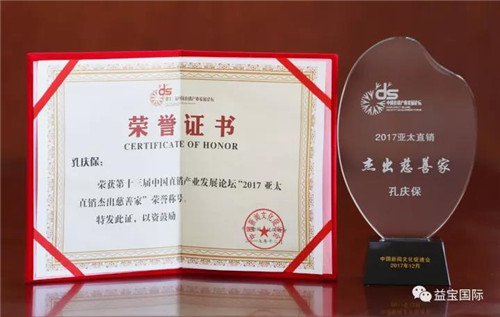 第十三届中国直销产业发展论坛
荣誉证书
CERTIFICATE OF HONOR
孔庆保:
荣获第十三届中国直销产业发展论坛“2017 亚太
直销杰出慈善家”荣誉称号。
特发此证,以资鼓励
ds
2017亚太直销
杰出慈善家
孔庆保
中国新闻文化促进会
2017年12月
益宝国际